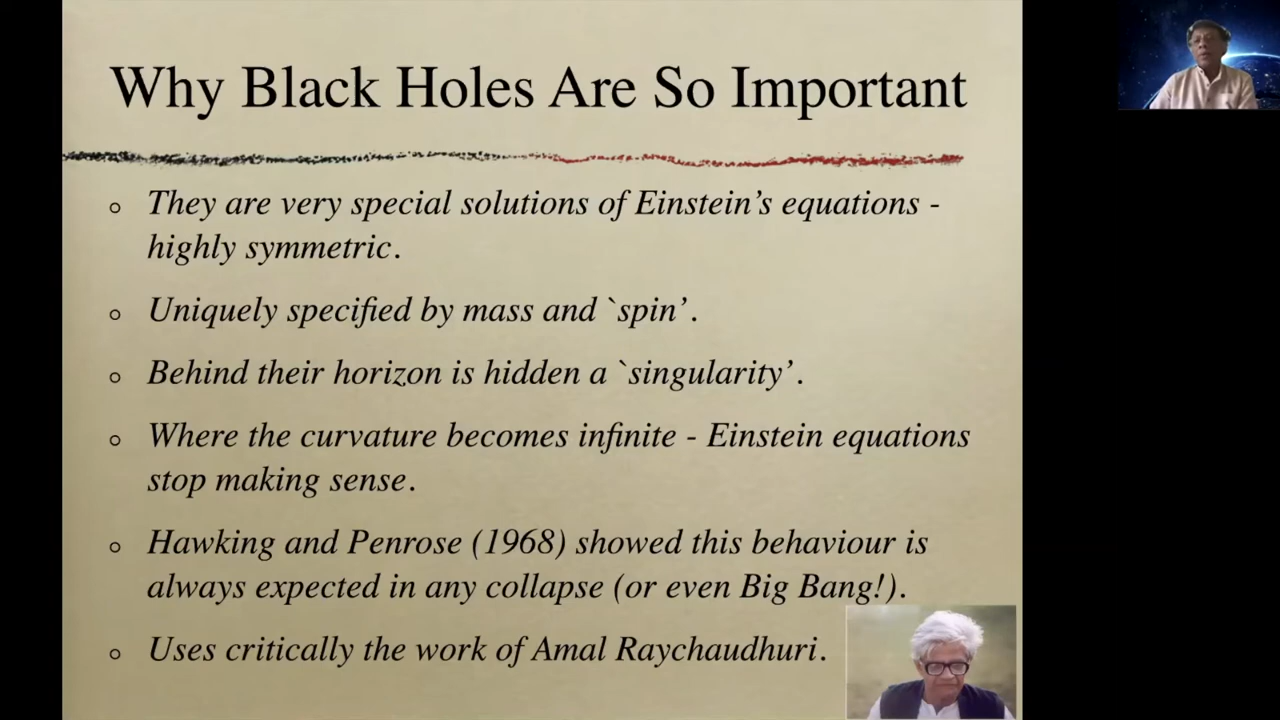 Why Black Holes Are So Important
They are very special solutions of Einstein’s equations -
highly symmetric.
Uniquely specified by mass and `spin’.
Behind their horizon is hidden a `singularity’.
Where the curvature becomes infinite - Einstein equations
stop making sense.
Hawking and Penrose (1968) showed this behaviour is
always expected in any collapse (or even Big Bang!).
Uses critically the work of Amal Raychaudhuri.